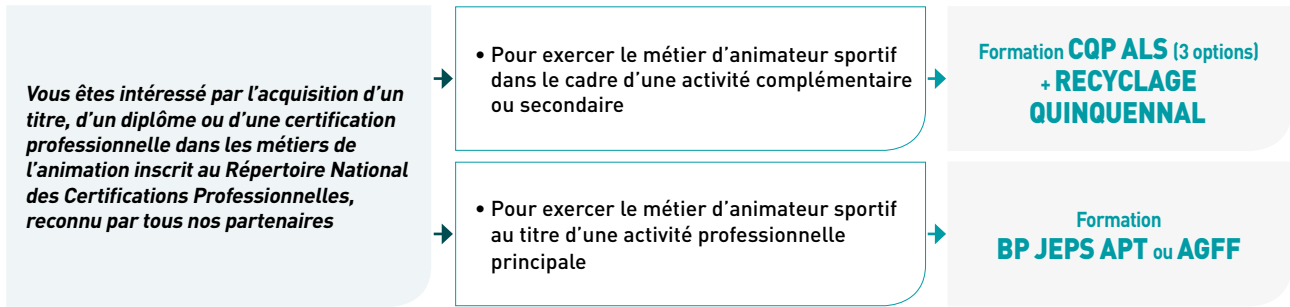 Vous êtes intéressé par l'acquisition d'un
titre, d'un diplôme ou d'une certification
professionnelle dans les métiers de
l'animation inscrit au Répertoire National
des Certifications Professionnelles,
reconnu par tous nos partenaires
• Pour exercer le métier d'animateur sportif
dans le cadre d'une activité complémentaire
ou secondaire
Formation CQP ALS (3 options)
+ RECYCLAGE
QUINQUENNAL
• Pour exercer le métier d'animateur sportif
au titre d'une activité professionnelle
principale
Formation
BP JEPS APT ou AGFF